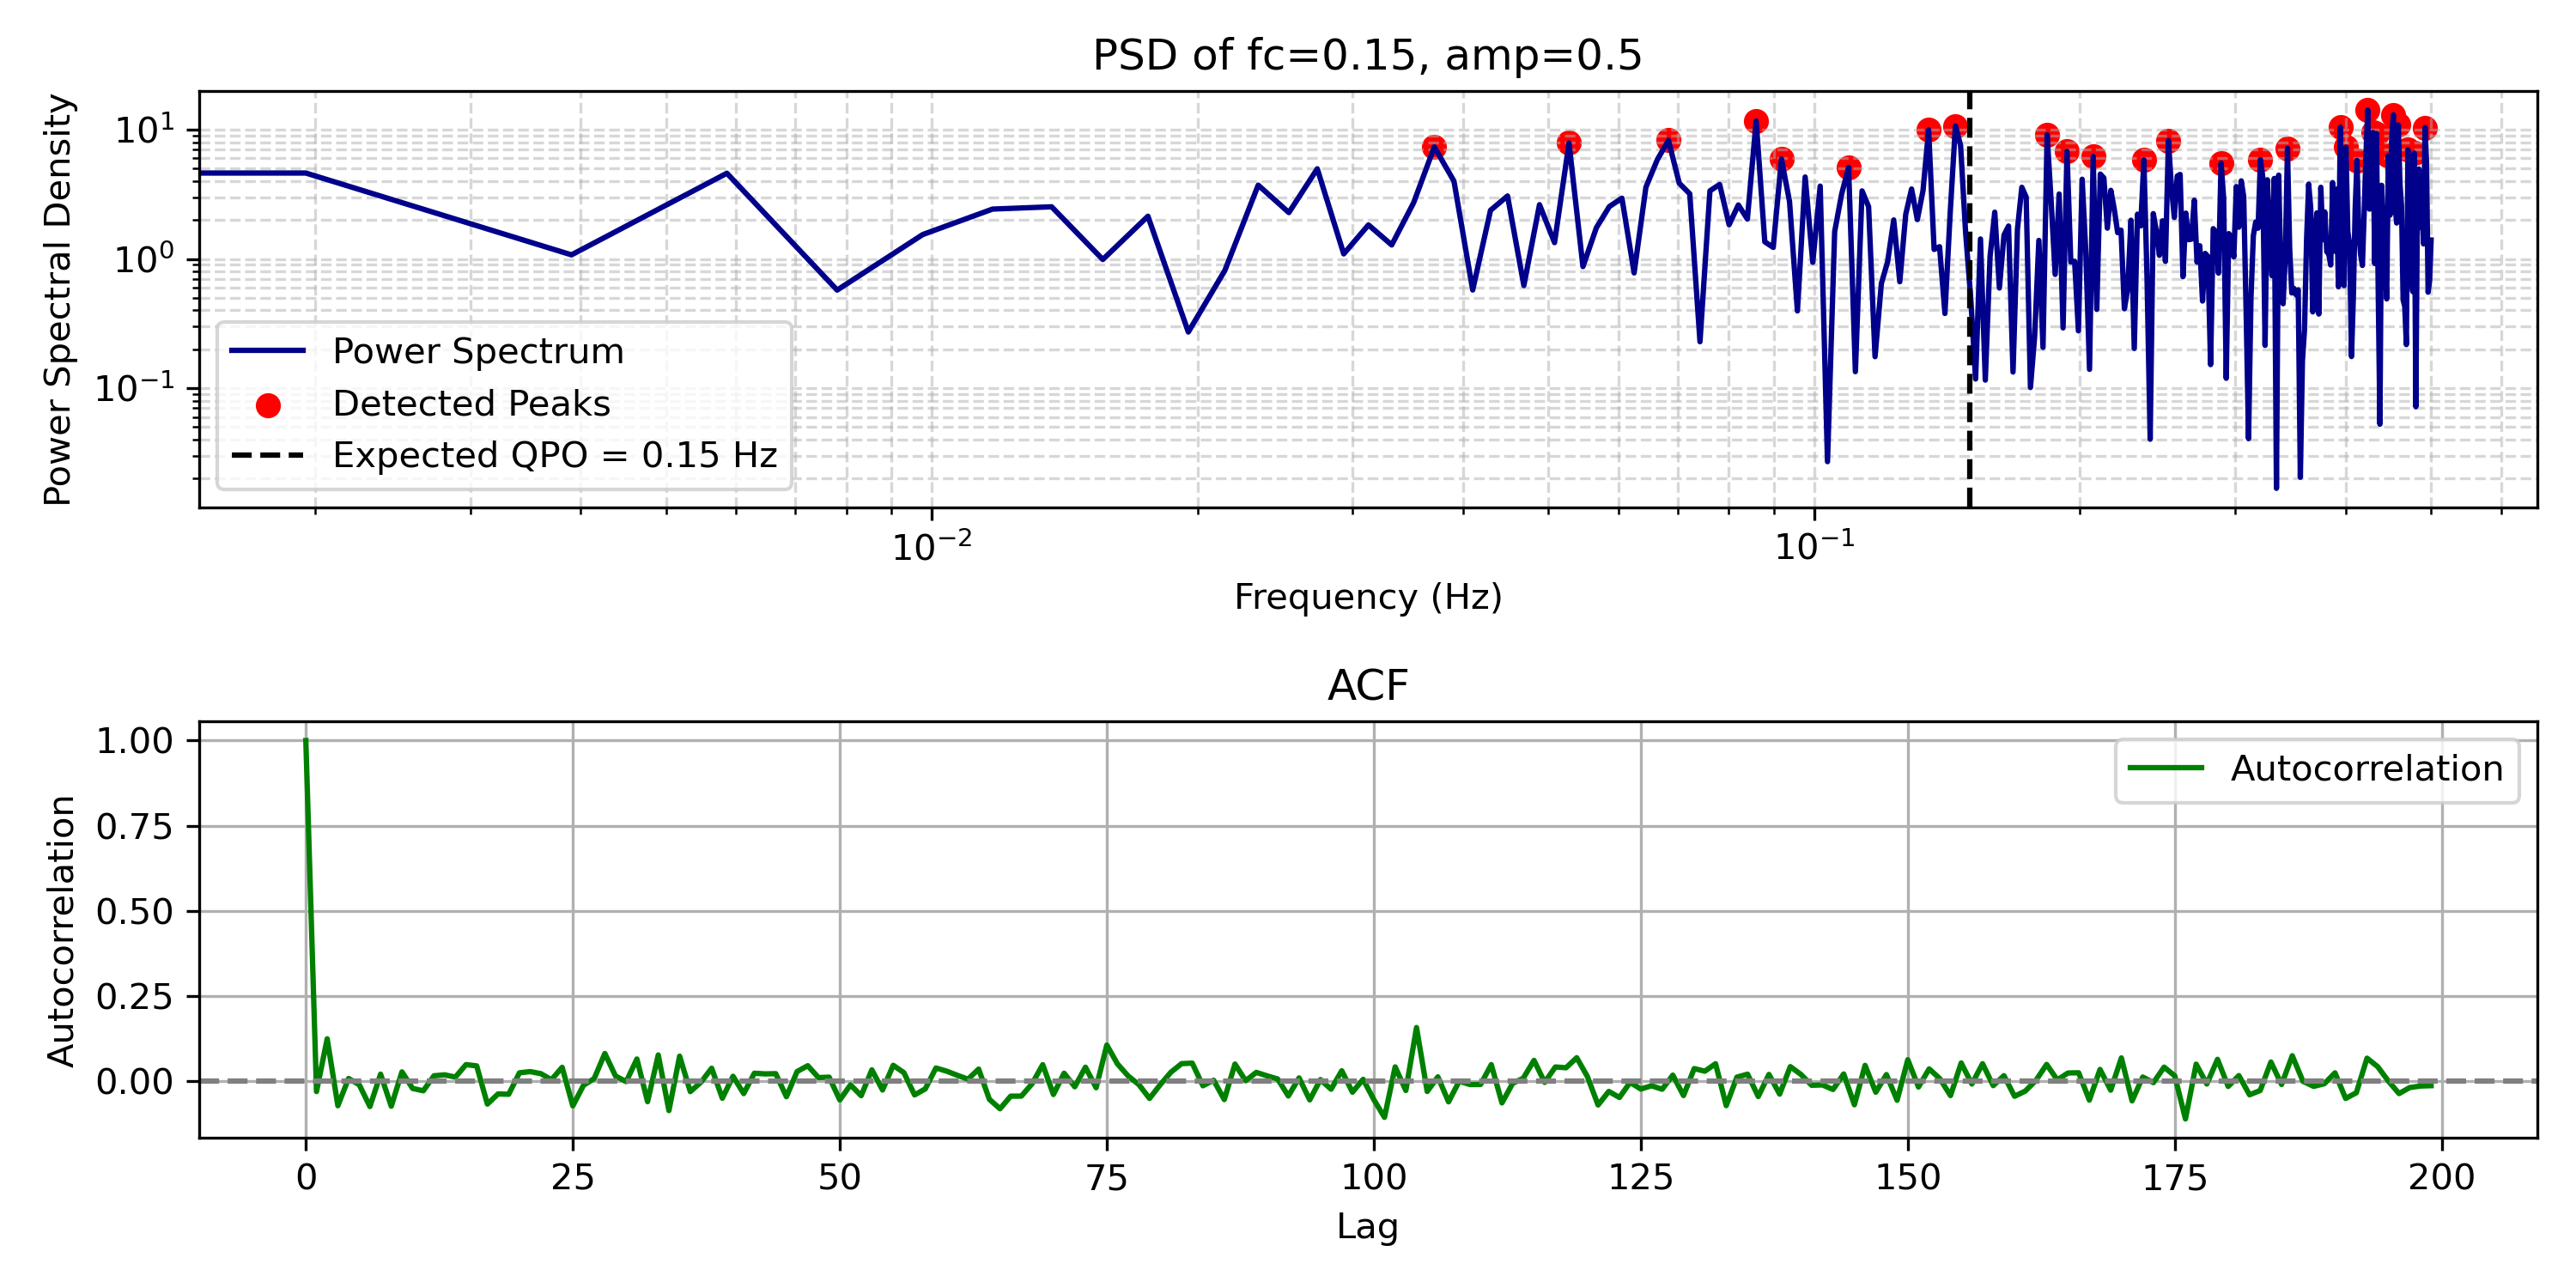 PSD of fc=0.15, amp=0.5
Power Spectral Density
10¹
10⁰
10⁻¹
Power Spectrum
Detected Peaks
Expected QPO = 0.15 Hz
10⁻² 10⁻¹
Frequency (Hz)
ACF
Autocorrelation
1.00
0.75
0.50
0.25
0.00
Autocorrelation
0 25 50 75 100 125 150 175 200
Lag